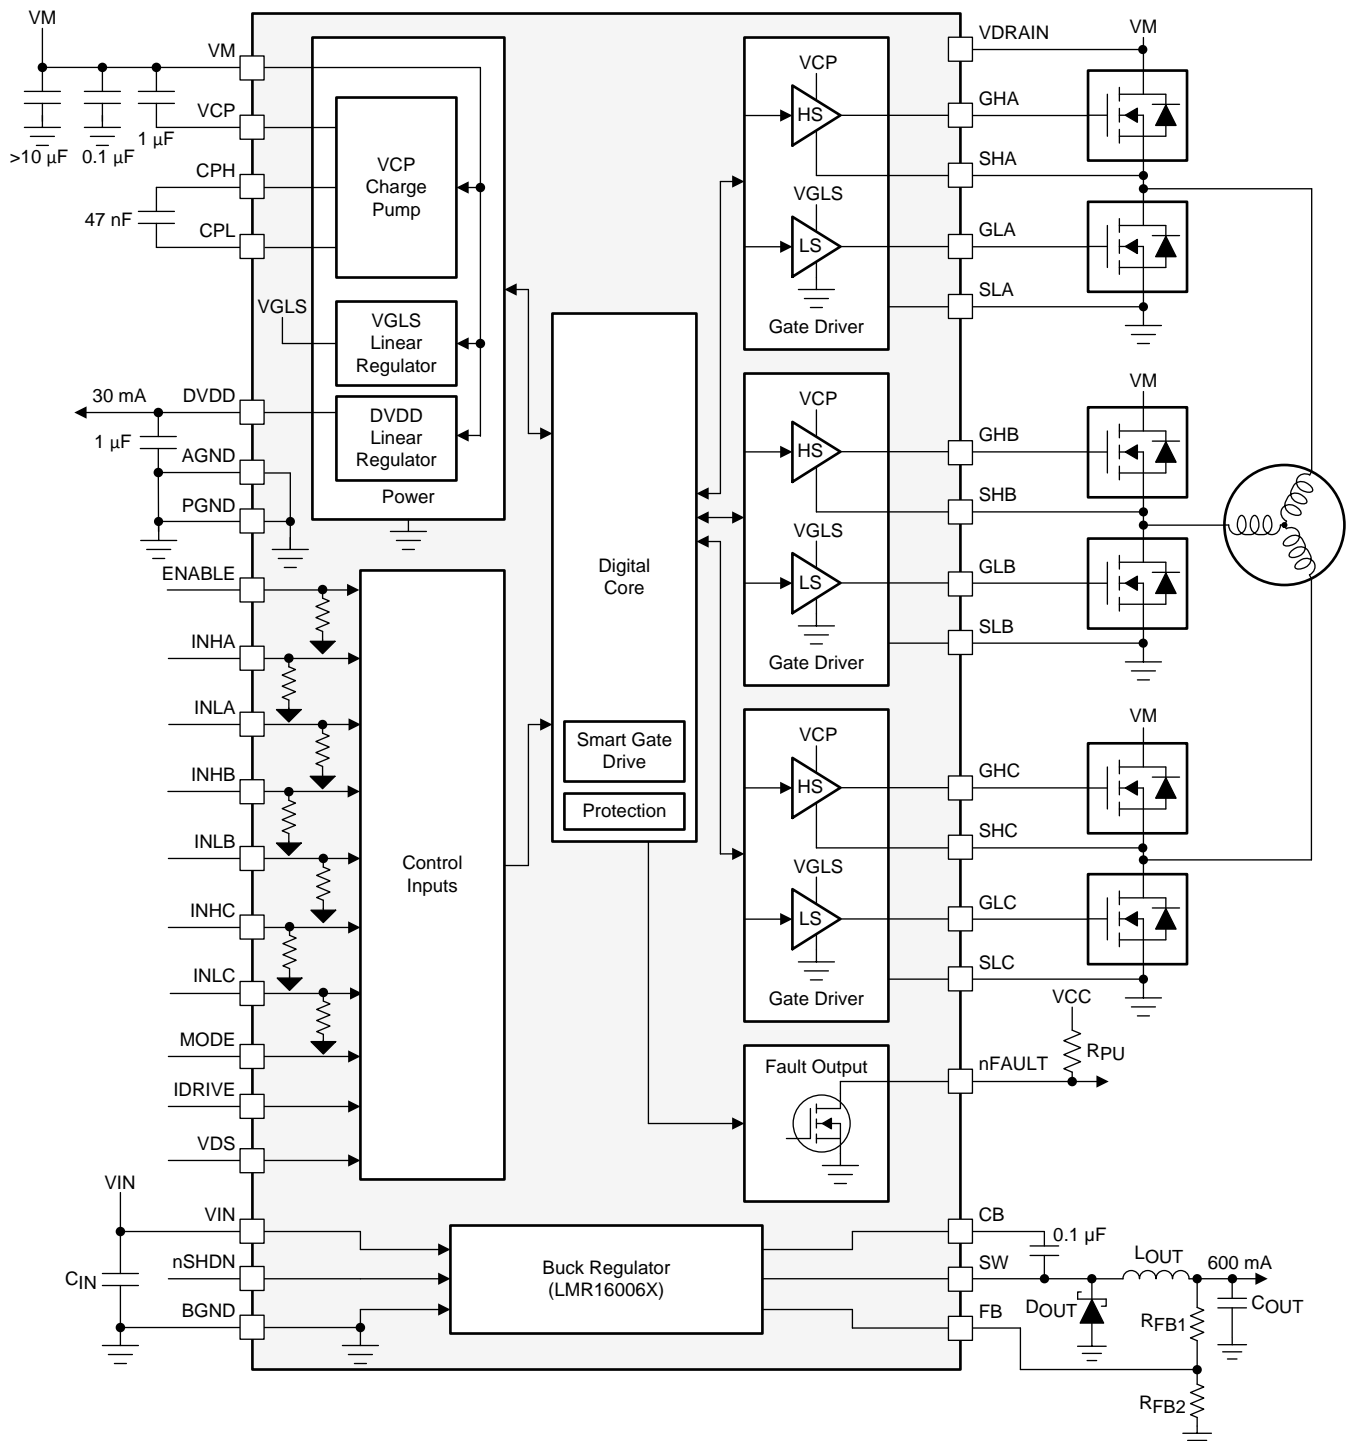 VM
VM
>10 µF
0.1 µF
1 µF
VCP
CPH
47 nF
CPL
VCP
Charge
Pump
VGLS
VGLS
Linear
Regulator
30 mA
DVDD
1 µF
DVDD
Linear
Regulator
AGND
PGND
Power
ENABLE
INHA
INLA
INHB
INLB
INHC
INLC
MODE
IDRIVE
VDS
Control
Inputs
Digital
Core
Smart Gate
Drive
Protection
VCP
HS
VGLS
LS
Gate Driver
VCP
HS
VGLS
LS
Gate Driver
VCP
HS
VGLS
LS
Gate Driver
Fault Output
VDRAIN
VM
GHA
SHA
GLA
SLA
VM
GHB
SHB
GLB
SLB
VM
GHC
SHC
GLC
SLC
VCC
RPU
nFAULT
VIN
VIN
CIN
nSHDN
BGND
Buck Regulator
(LMR16006X)
CB
0.1 µF
SW
LOUT
600 mA
DOUT
COUT
FB
RFB1
RFB2